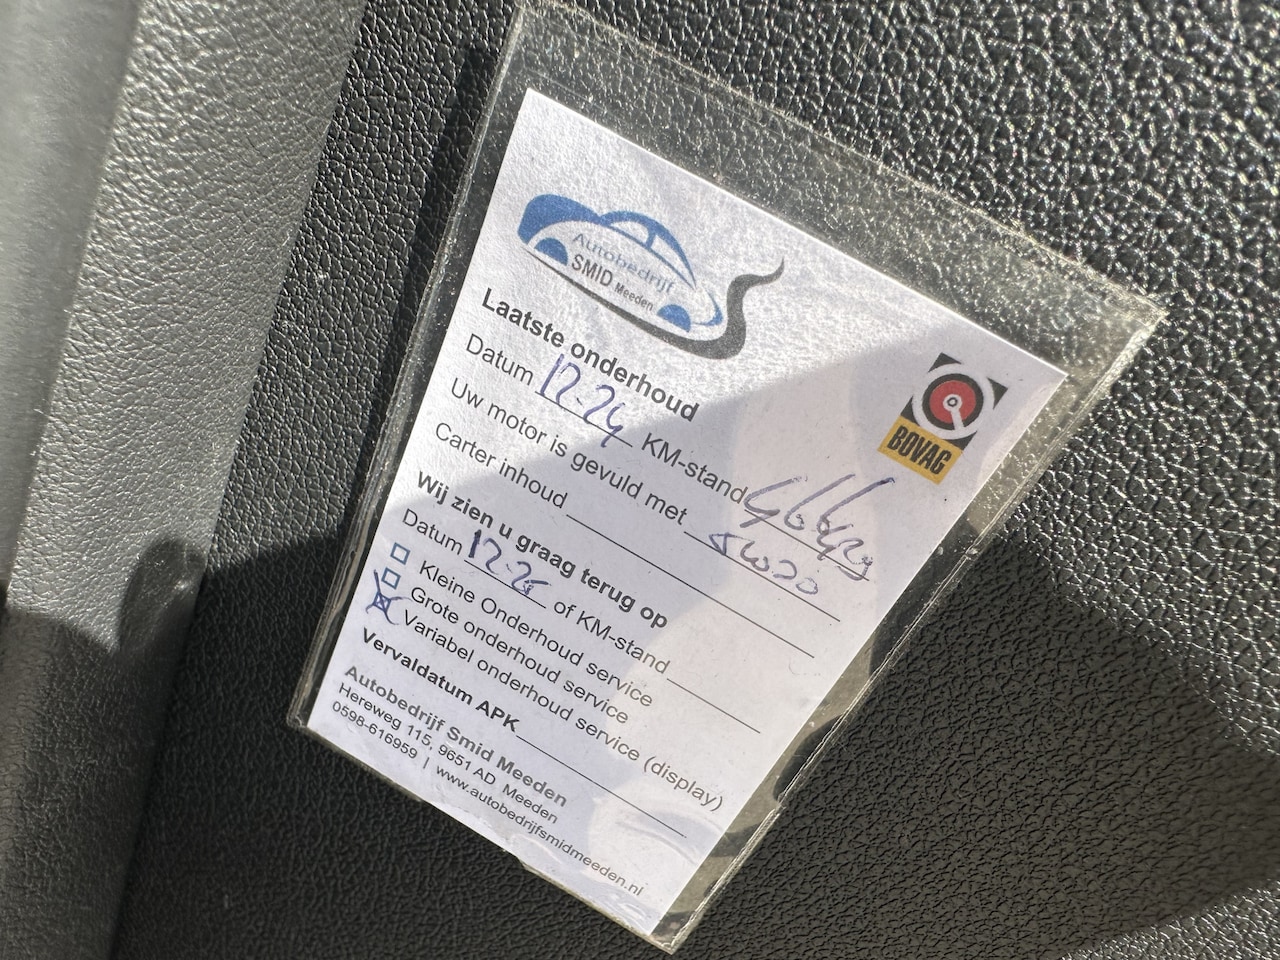 Autobedrijf
SMID Meeden
BOVAG
Laatste onderhoud
Datum 12-24 KM-stand
Uw motor is gevuld met 5W20
Carter inhoud
Wij zien u graag terug op
Datum 12-25 of KM-stand
Kleine Onderhoud service
Grote onderhoud service
Variabel onderhoud service (display)
Vervaldatum APK
Autobedrijf Smid Meeden
Hereweg 115, 9651 AD Meeden
0598-616959 | www.autobedrijfsmidmeeden.nl